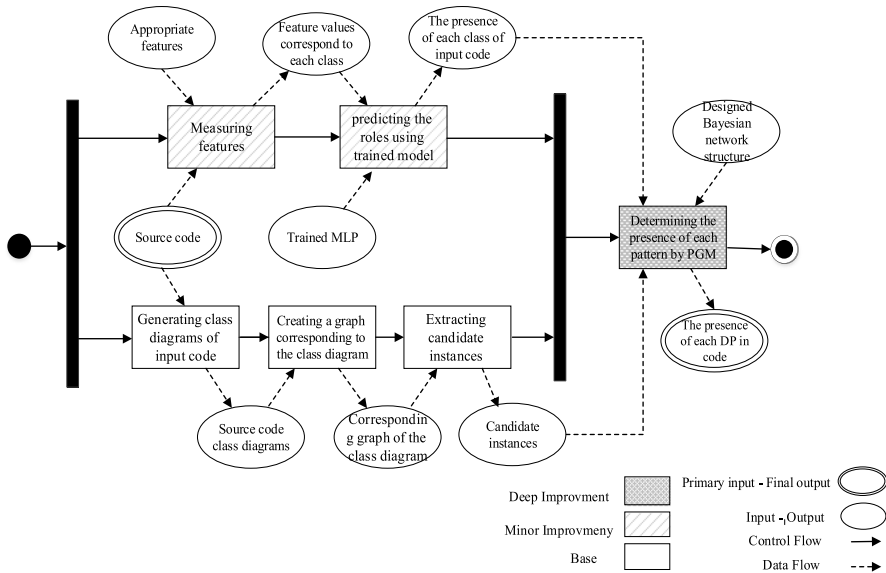 Appropriate
features
Feature values
correspond to
each class
The presence
of each class of
input code
Measuring
features
predicting the
roles using
trained model
Designed
Bayesian
network
structure
Source code
Trained MLP
Determining the
presence of each
pattern by PGM
Generating class
diagrams of
input code
Creating a graph
corresponding to
the class diagram
Extracting
candidate
instances
The presence
of each DP in
code
Source code
class diagrams
Correspondin
g graph of the
class diagram
Candidate
instances
Deep Improvment
Minor Improvmeny
Base
Primary input - Final output
Input - Output
Control Flow
Data Flow